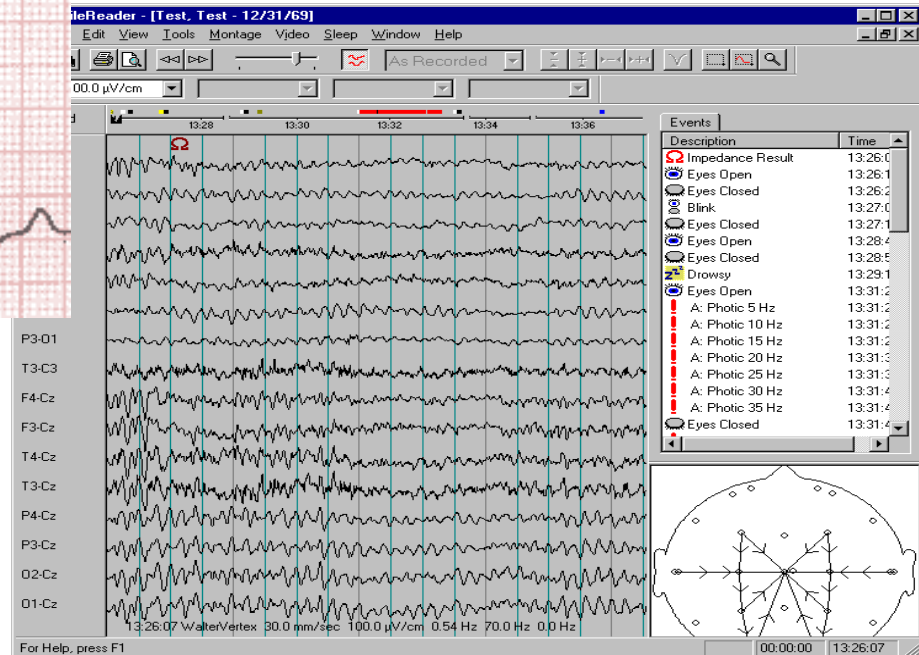 ileReader - [Test, Test - 12/31/69]
Edit View Tools Montage Video Sleep Window Help
As Recorded
00.0 µV/cm
13:28 13:30 13:32 13:34 13:36
Events
Description Time
Impedance Result 13:26:0
Eyes Open 13:26:1
Eyes Closed 13:26:2
Blink 13:27:0
Eyes Closed 13:27:1
Eyes Open 13:28:4
Eyes Closed 13:28:5
Drowsy 13:29:1
Eyes Open 13:31:2
A: Photic 5 Hz 13:31:2
A: Photic 10 Hz 13:31:2
A: Photic 15 Hz 13:31:2
A: Photic 20 Hz 13:31:3
A: Photic 25 Hz 13:31:3
A: Photic 30 Hz 13:31:4
A: Photic 35 Hz 13:31:4
Eyes Closed 13:31:4
P3-O1
T3-C3
F4-Cz
F3-Cz
T4-Cz
T3-Cz
P4-Cz
P3-Cz
O2-Cz
O1-Cz
13:26:07 WalterVertex 30.0 mm/sec 100.0 µV/cm 0.54 Hz 70.0 Hz 0.0 Hz
For Help, press F1 00:00:00 13:26:07